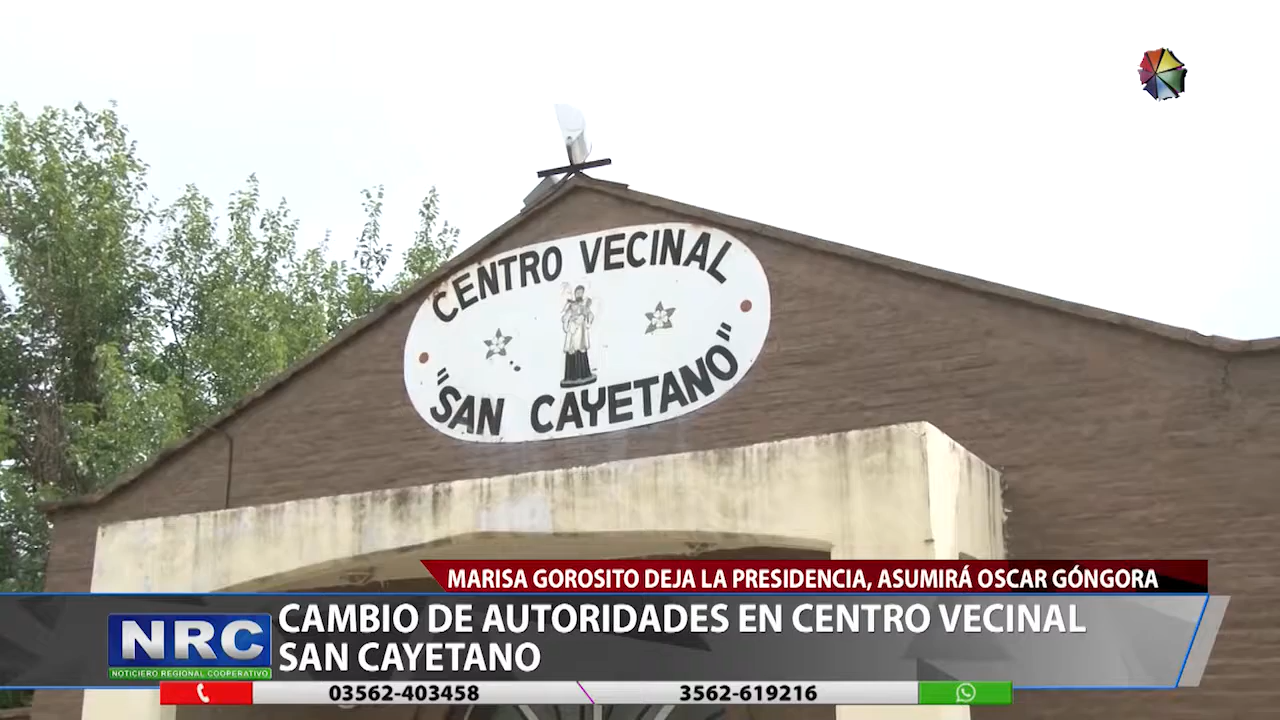 CENTRO VECINAL
"SAN CAYETANO"
MARISA GOROSITO DEJA LA PRESIDENCIA, ASUMIRÁ OSCAR GÓNGORA
CAMBIO DE AUTORIDADES EN CENTRO VECINAL
SAN CAYETANO
NRC
NOTICIERO REGIONAL COOPERATIVO
03562-403458
3562-619216